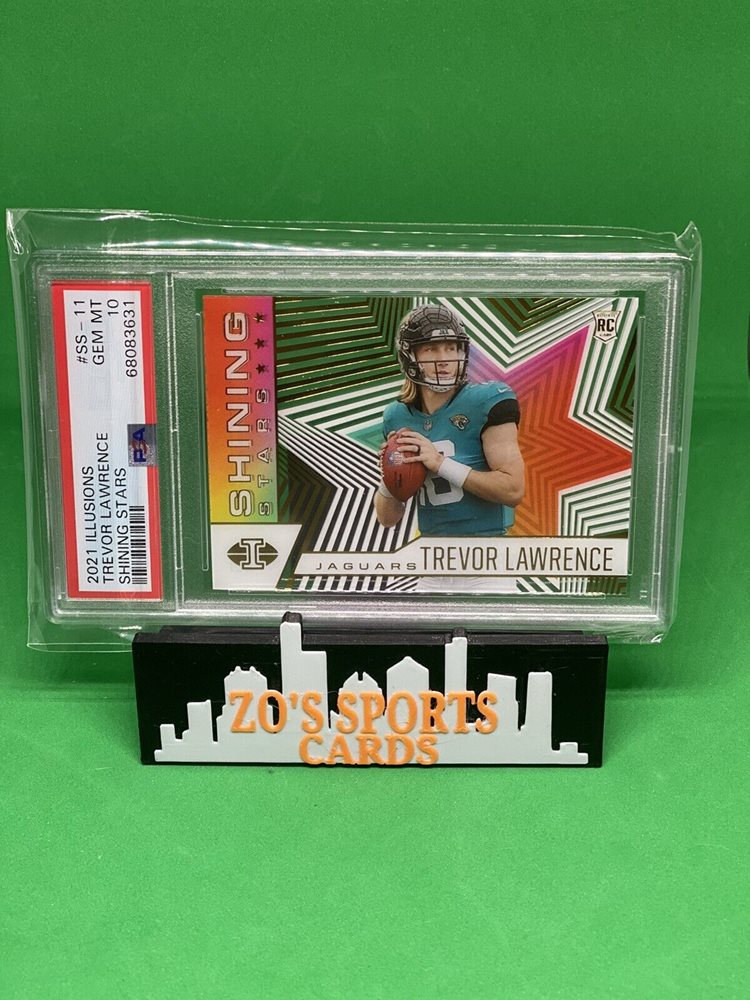 2021 ILLUSIONS
TREVOR LAWRENCE
SHINING STARS
#SS - 11
GEM MT
10
68083631
PSA
SHINING
STARS
RC
JAGUARS
TREVOR LAWRENCE
16
ZO'S SPORTS
CARDS